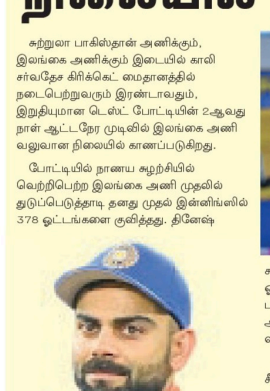 நிலையில்
சுற்றுலா பாகிஸ்தான் அணிக்கும்,
இலங்கை அணிக்கும் இடையில் காலி
சர்வதேச கிரிக்கெட் மைதானத்தில்
நடைபெற்றுவரும் இரண்டாவதும்,
இறுதியுமான டெஸ்ட் போட்டியின் 2ஆவது
நாள் ஆட்டநேர முடிவில் இலங்கை அணி
வலுவான நிலையில் காணப்படுகிறது.
போட்டியில் நாணய சுழற்சியில்
வெற்றிபெற்ற இலங்கை அணி முதலில்
துடுப்பெடுத்தாடி தனது முதல் இன்னிங்ஸில்
378 ஓட்டங்களை குவித்தது. தினேஷ்